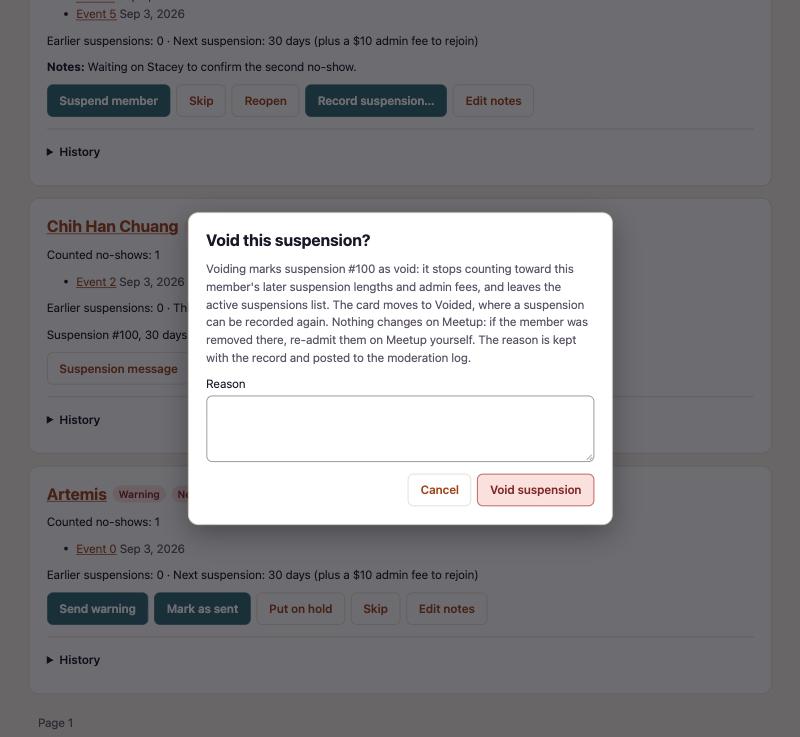 Event 5 Sep 3, 2026
Earlier suspensions: 0 · Next suspension: 30 days (plus a $10 admin fee to rejoin)
Notes: Waiting on Stacey to confirm the second no-show.
Suspend member Skip Reopen Record suspension... Edit notes
History
Chih Han Chuang
Counted no-shows: 1
Event 2 Sep 3, 2026
Earlier suspensions: 0 ·
Suspension #100, 30 days
Suspension message
History
Void this suspension?
Voiding marks suspension #100 as void: it stops counting toward this
member's later suspension lengths and admin fees, and leaves the
active suspensions list. The card moves to Voided, where a suspension
can be recorded again. Nothing changes on Meetup: if the member was
removed there, re-admit them on Meetup yourself. The reason is kept
with the record and posted to the moderation log.
Reason
Cancel Void suspension
Artemis Warning
Counted no-shows: 1
Event 0 Sep 3, 2026
Earlier suspensions: 0 · Next suspension: 30 days (plus a $10 admin fee to rejoin)
Send warning Mark as sent Put on hold Skip Edit notes
History
Page 1